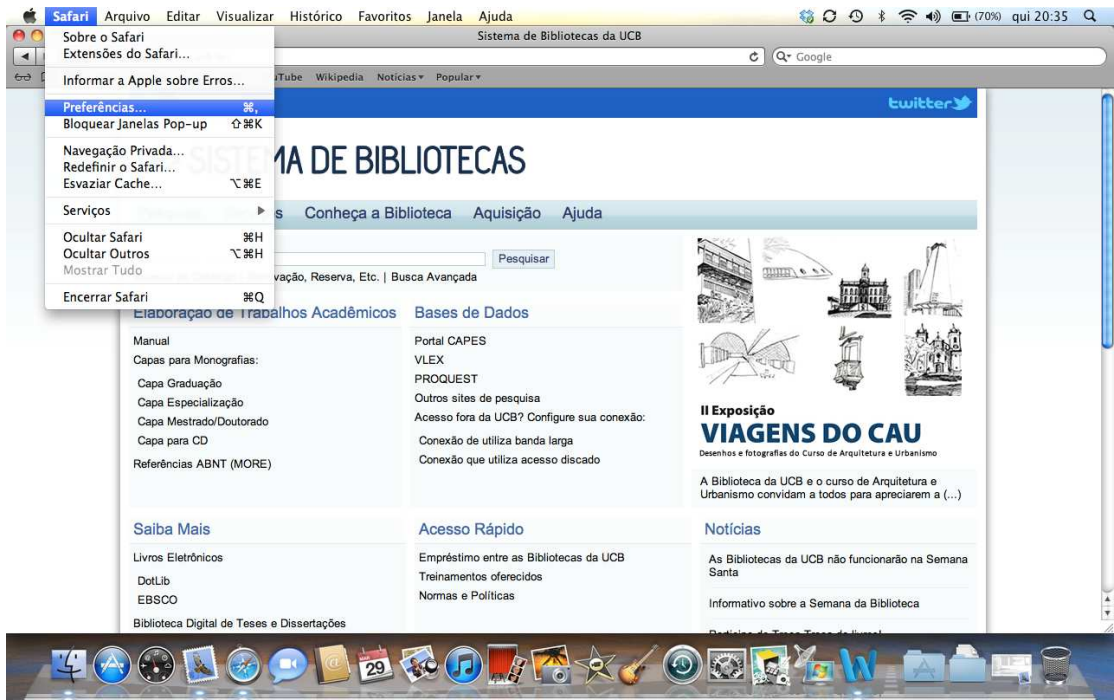 Safari Arquivo Editar Visualizar Histórico Favoritos Janela Ajuda (70%) qui 20:35
Sistema de Bibliotecas da UCB
Google
YouTube Wikipedia Notícias Popular
Sobre o Safari
Extensões do Safari...
Informar a Apple sobre Erros...
Preferências... ⌘,
Bloquear Janelas Pop-up ⇧⌘K
Navegação Privada...
Redefinir o Safari...
Esvaziar Cache... ⌥⌘E
Serviços
Ocultar Safari ⌘H
Ocultar Outros ⌥⌘H
Mostrar Tudo
Encerrar Safari ⌘Q
twitter
SISTEMA DE BIBLIOTECAS
Conheça a Biblioteca Aquisição Ajuda
Pesquisar
Reserva, Etc. | Busca Avançada
Elaboração de Trabalhos Acadêmicos
Manual
Capas para Monografias:
Capa Graduação
Capa Especialização
Capa Mestrado/Doutorado
Capa para CD
Referências ABNT (MORE)
Bases de Dados
Portal CAPES
VLEX
PROQUEST
Outros sites de pesquisa
Acesso fora da UCB? Configure sua conexão:
Conexão de utiliza banda larga
Conexão que utiliza acesso discado
II Exposição
VIAGENS DO CAU
Desenhos e fotografias do Curso de Arquitetura e Urbanismo
A Biblioteca da UCB e o curso de Arquitetura e
Urbanismo convidam a todos para apreciarem a (...)
Saiba Mais
Livros Eletrônicos
DotLib
EBSCO
Biblioteca Digital de Teses e Dissertações
Acesso Rápido
Empréstimo entre as Bibliotecas da UCB
Treinamentos oferecidos
Normas e Políticas
Notícias
As Bibliotecas da UCB não funcionarão na Semana
Santa
Informativo sobre a Semana da Biblioteca
29